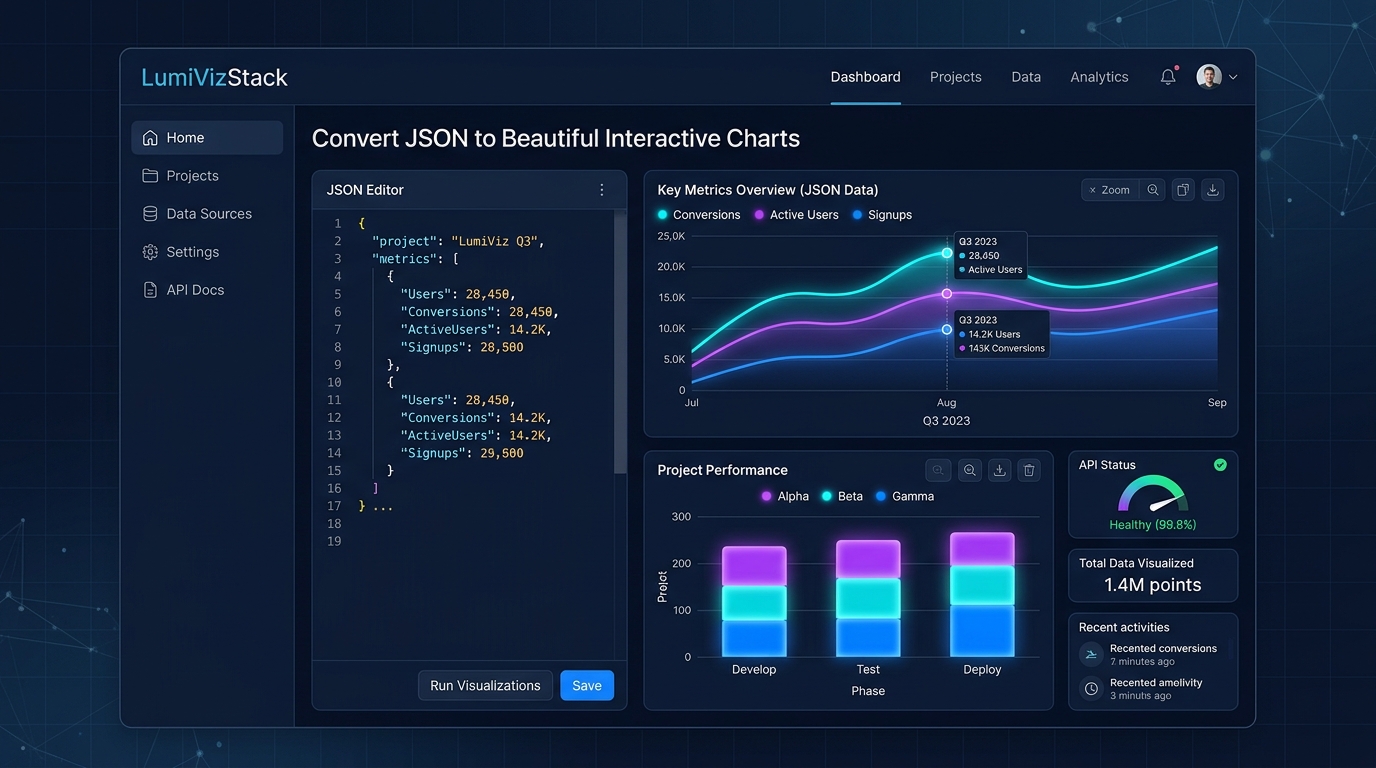 LumiVizStack
Dashboard
Projects
Data
Analytics
Home
Projects
Data Sources
Settings
API Docs
Convert JSON to Beautiful Interactive Charts
JSON Editor
1 {
2 "project": "LumiViz Q3",
3 "metrics": [
4 {
5 "Users": 28,450,
6 "Conversions": 28,450,
7 "ActiveUsers": 14.2K,
8 "Signups": 28,500
9 },
10 {
11 "Users": 28,450,
12 "Conversions": 14.2K,
13 "ActiveUsers": 14.2K,
14 "Signups": 29,500
15 }
16 ]
17 } ...
18
19
Run Visualizations
Save
Key Metrics Overview (JSON Data)
× Zoom
Conversions
Active Users
Signups
25,0K
20.0K
15.0K
10.0K
5.0K
0
Q3 2023
28.450
Active Users
Q3 2023
14.2K Users
Conversions
Jul
Aug
Sep
Q3 2023
Project Performance
Alpha
Beta
Gamma
300
200
100
0
Develop
Test
Deploy
Phase
API Status
Healthy (99.8%)
Total Data Visualized
1.4M points
Recent activities
Recented conversions
7. minutes ago
Recented amelivity
3 minutes ago